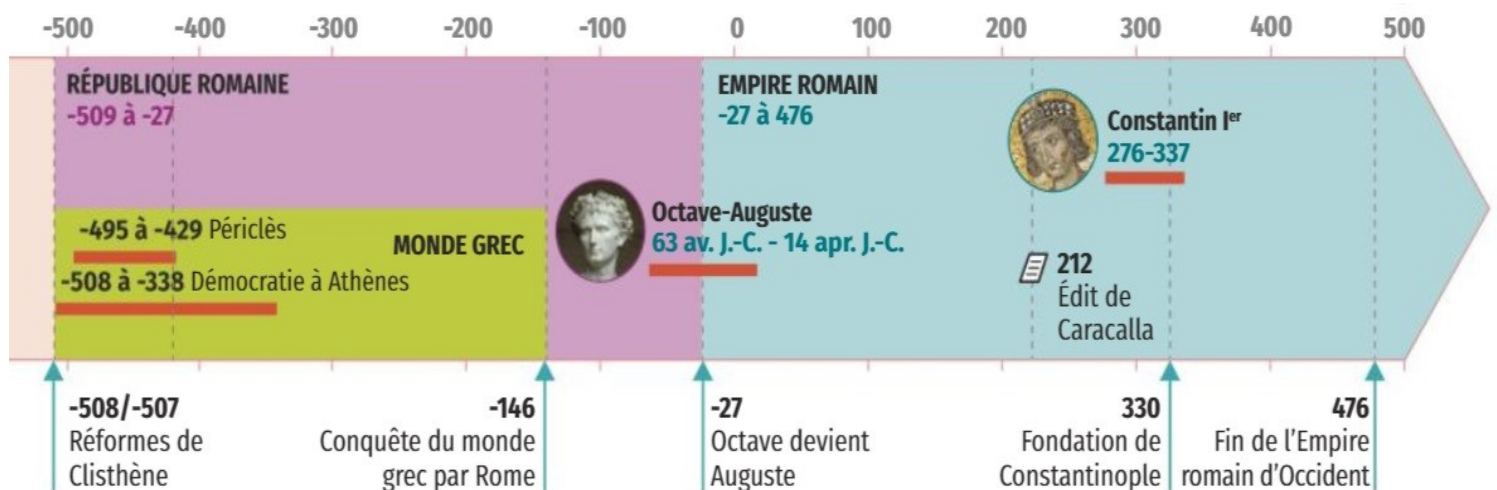 -500 -400 -300 -200 -100 0 100 200 300 400 500
RÉPUBLIQUE ROMAINE
-509 à -27
EMPIRE ROMAIN
-27 à 476
Constantin Ier
276-337
-495 à -429 Périclès
MONDE GREC
-508 à -338 Démocratie à Athènes
Octave-Auguste
63 av. J.-C. - 14 apr. J.-C.
212
Édit de
Caracalla
-508/-507
Réformes de
Clisthène
-146
Conquête du monde
grec par Rome
-27
Octave devient
Auguste
330
Fondation de
Constantinople
476
Fin de l'Empire
romain d'Occident